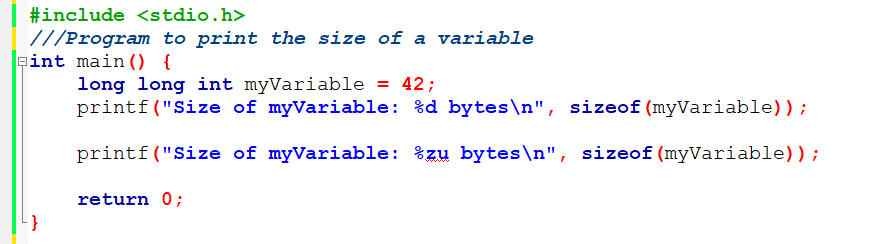 #include <stdio.h>
///Program to print the size of a variable
int main() {
    long long int myVariable = 42;
    printf("Size of myVariable: %d bytes\n", sizeof(myVariable));
    printf("Size of myVariable: %zu bytes\n", sizeof(myVariable));
    return 0;
}